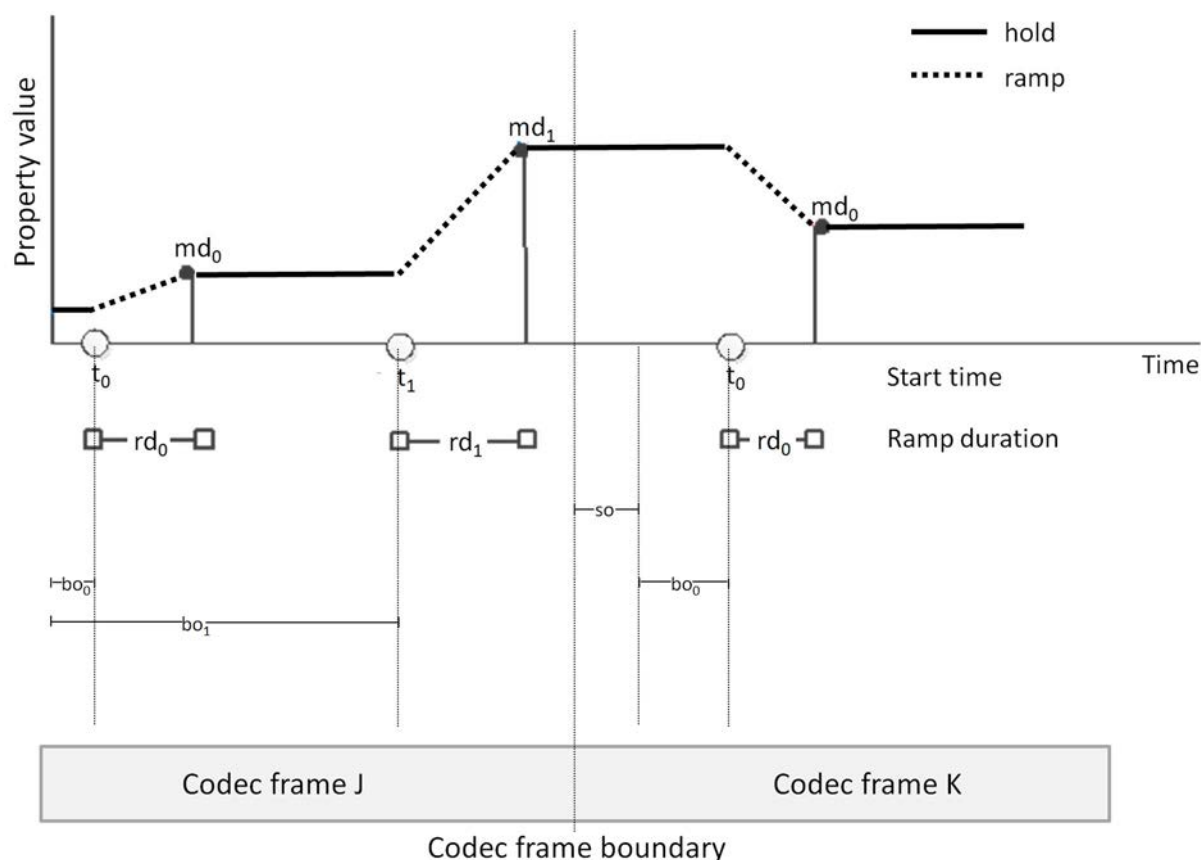 hold
ramp
Property value
md₁
md₀
md₀
Time
t₀
t₁
t₀
Start time
rd₀
rd₁
rd₀
Ramp duration
so
bo₀
bo₀
bo₁
Codec frame J
Codec frame K
Codec frame boundary